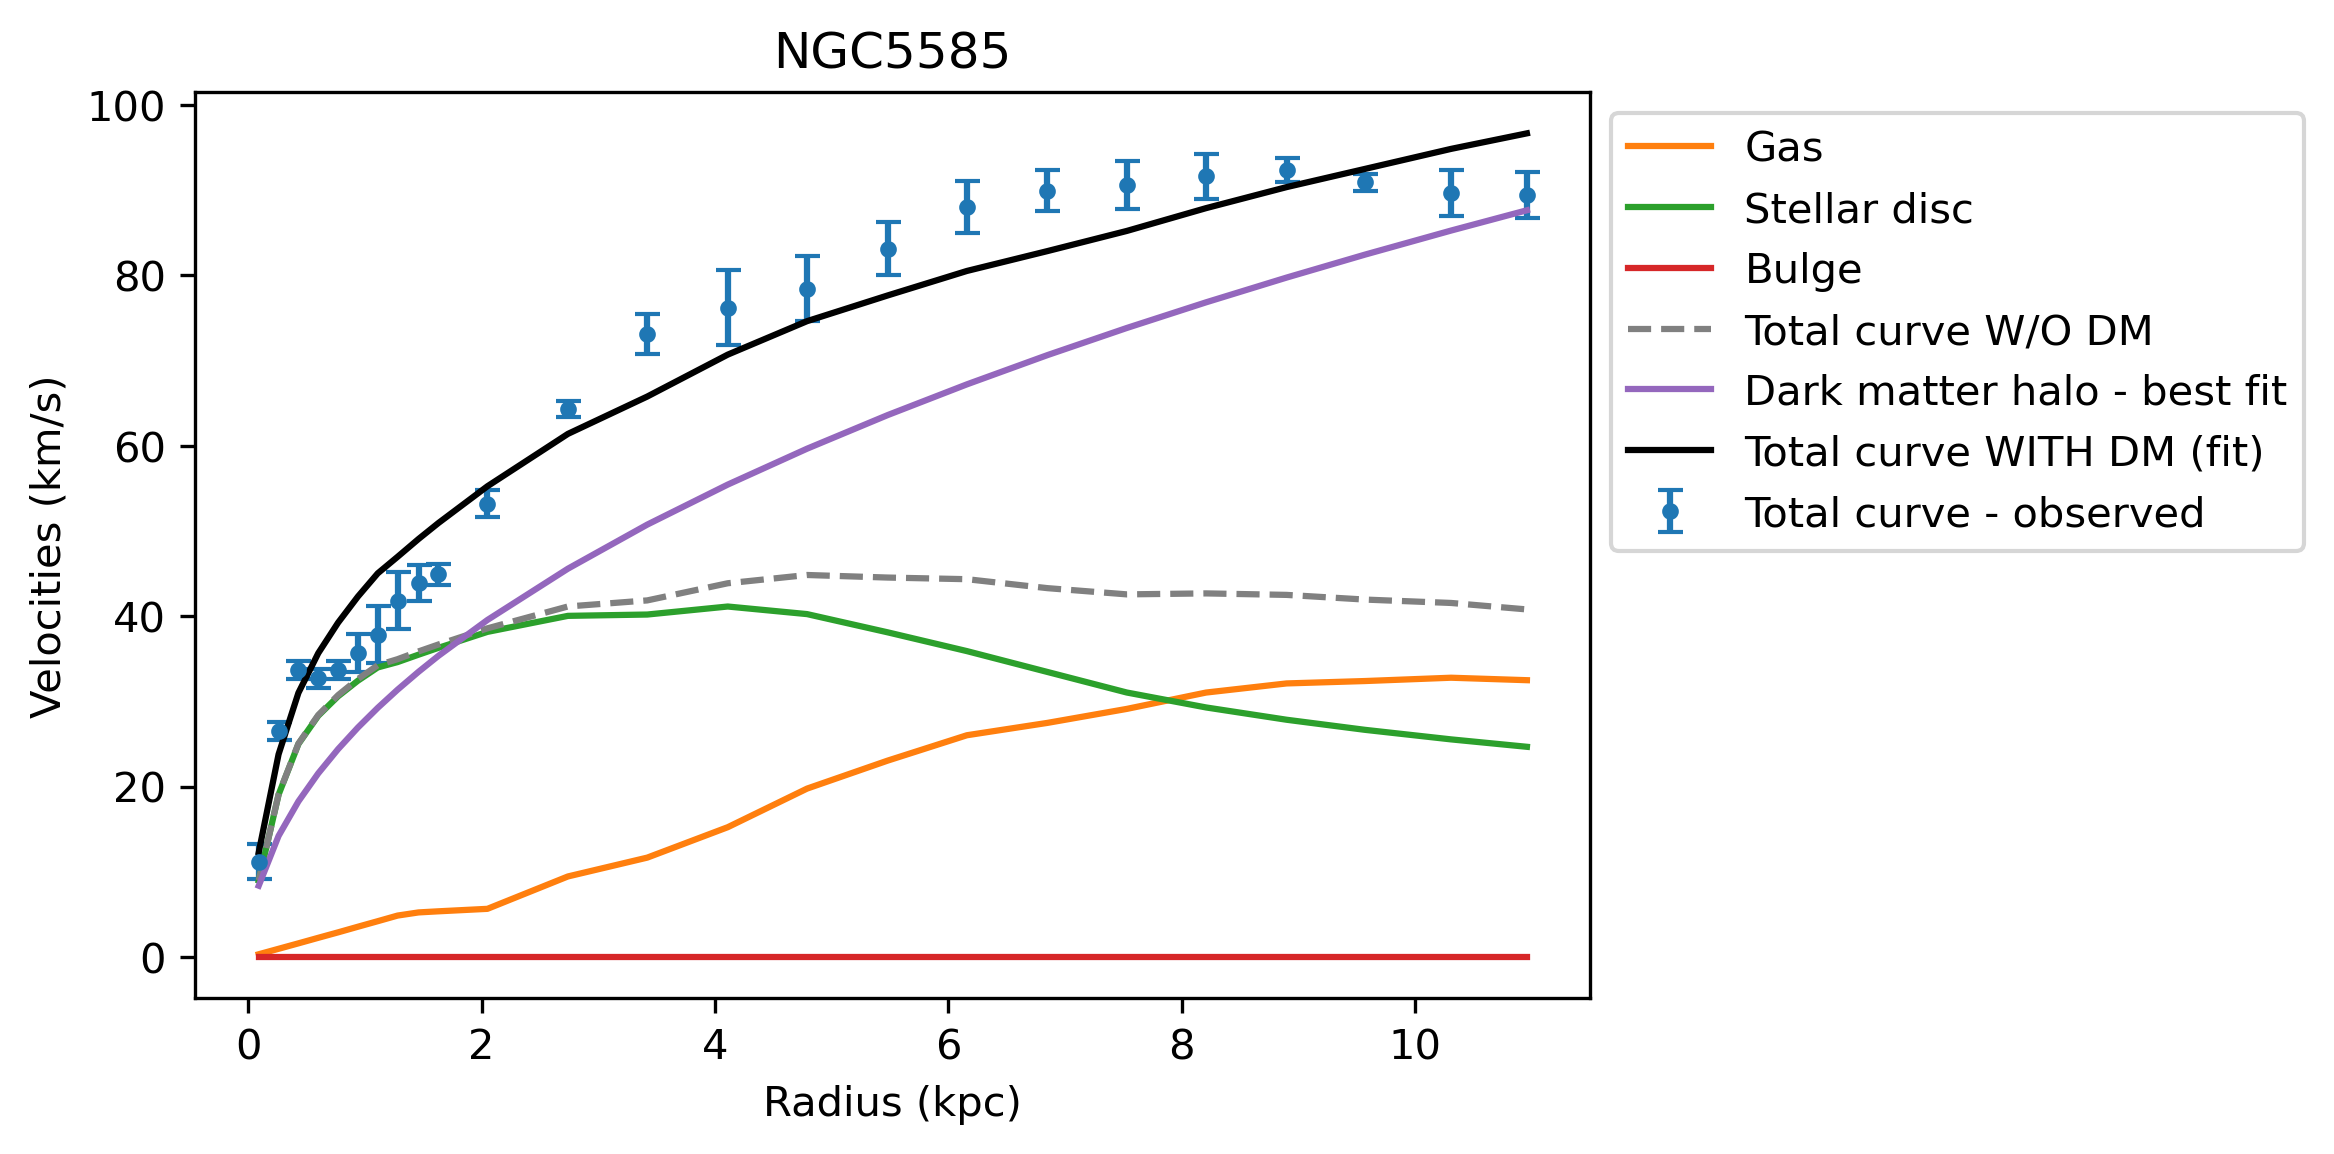 NGC5585
100
80
60
40
20
0
Velocities (km/s)
0 2 4 6 8 10
Radius (kpc)
Gas
Stellar disc
Bulge
Total curve W/O DM
Dark matter halo - best fit
Total curve WITH DM (fit)
Total curve - observed